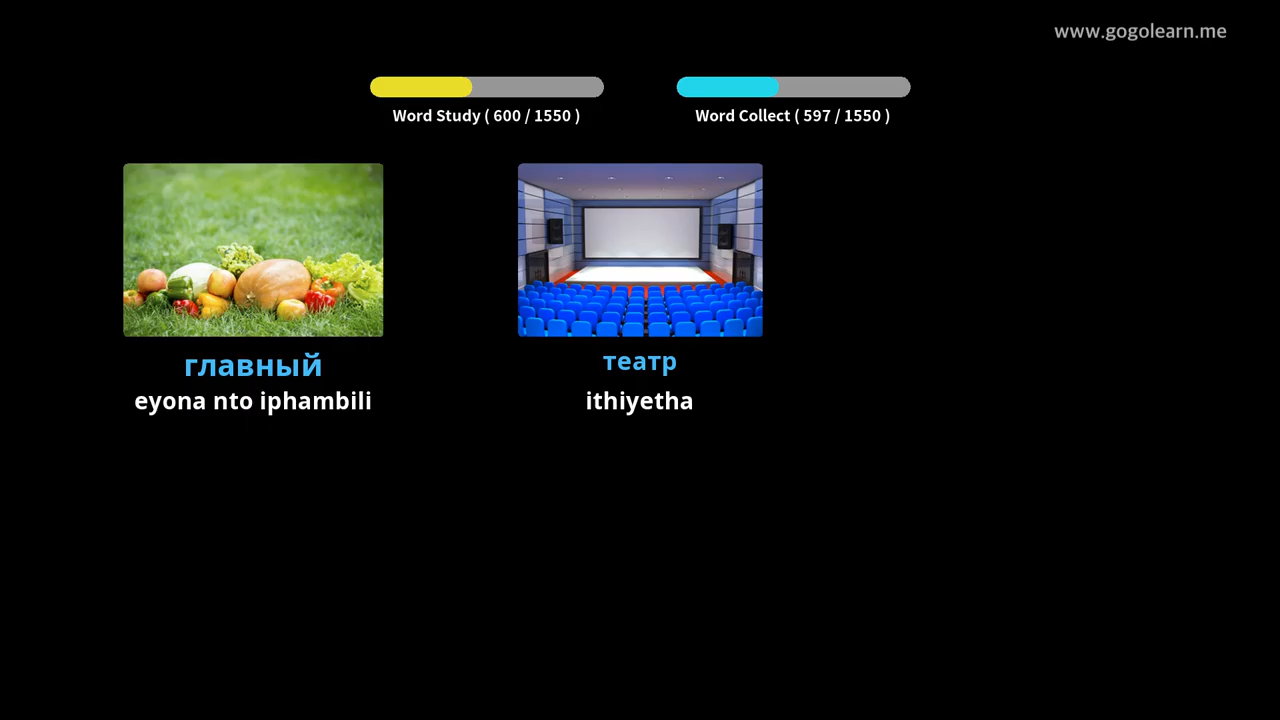 www.gogolearn.me
Word Study ( 600 / 1550 )
Word Collect ( 597 / 1550 )
главный
eyona nto iphambili
театр
ithiyetha